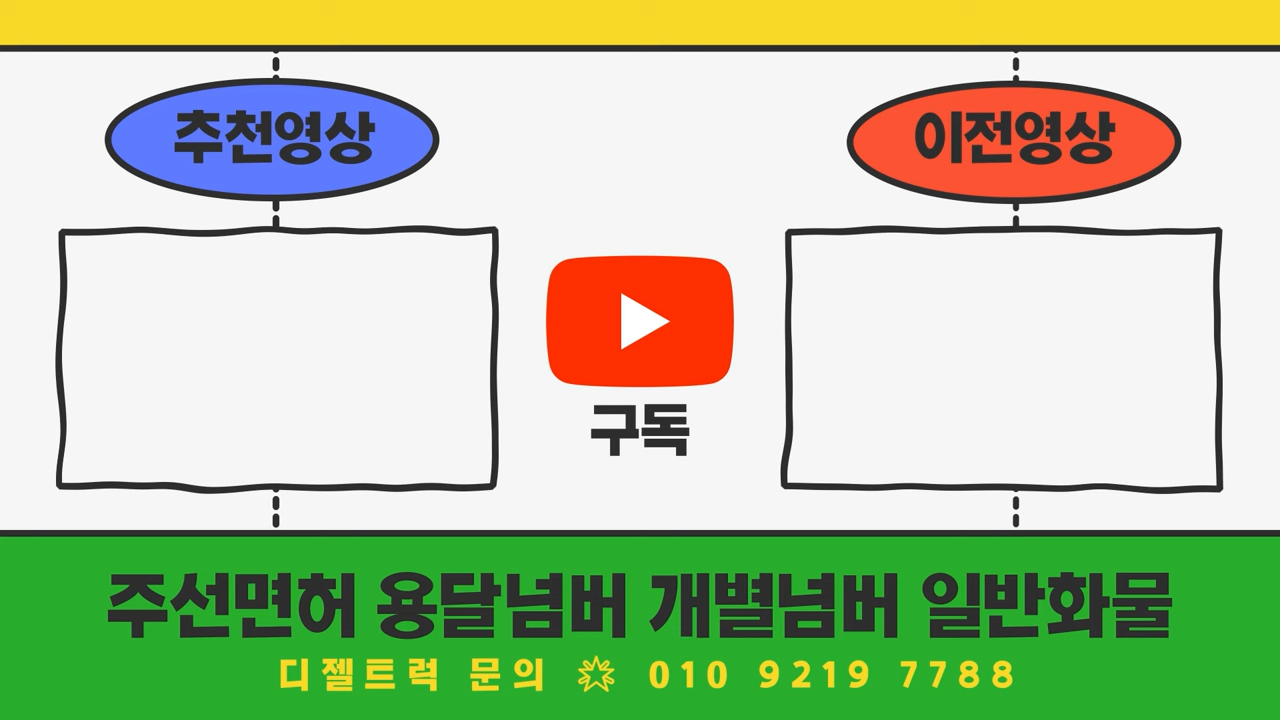 추천영상
이전영상
구독
주선면허 용달넘버 개별넘버 일반화물
디젤트럭 문의 010 9219 7788